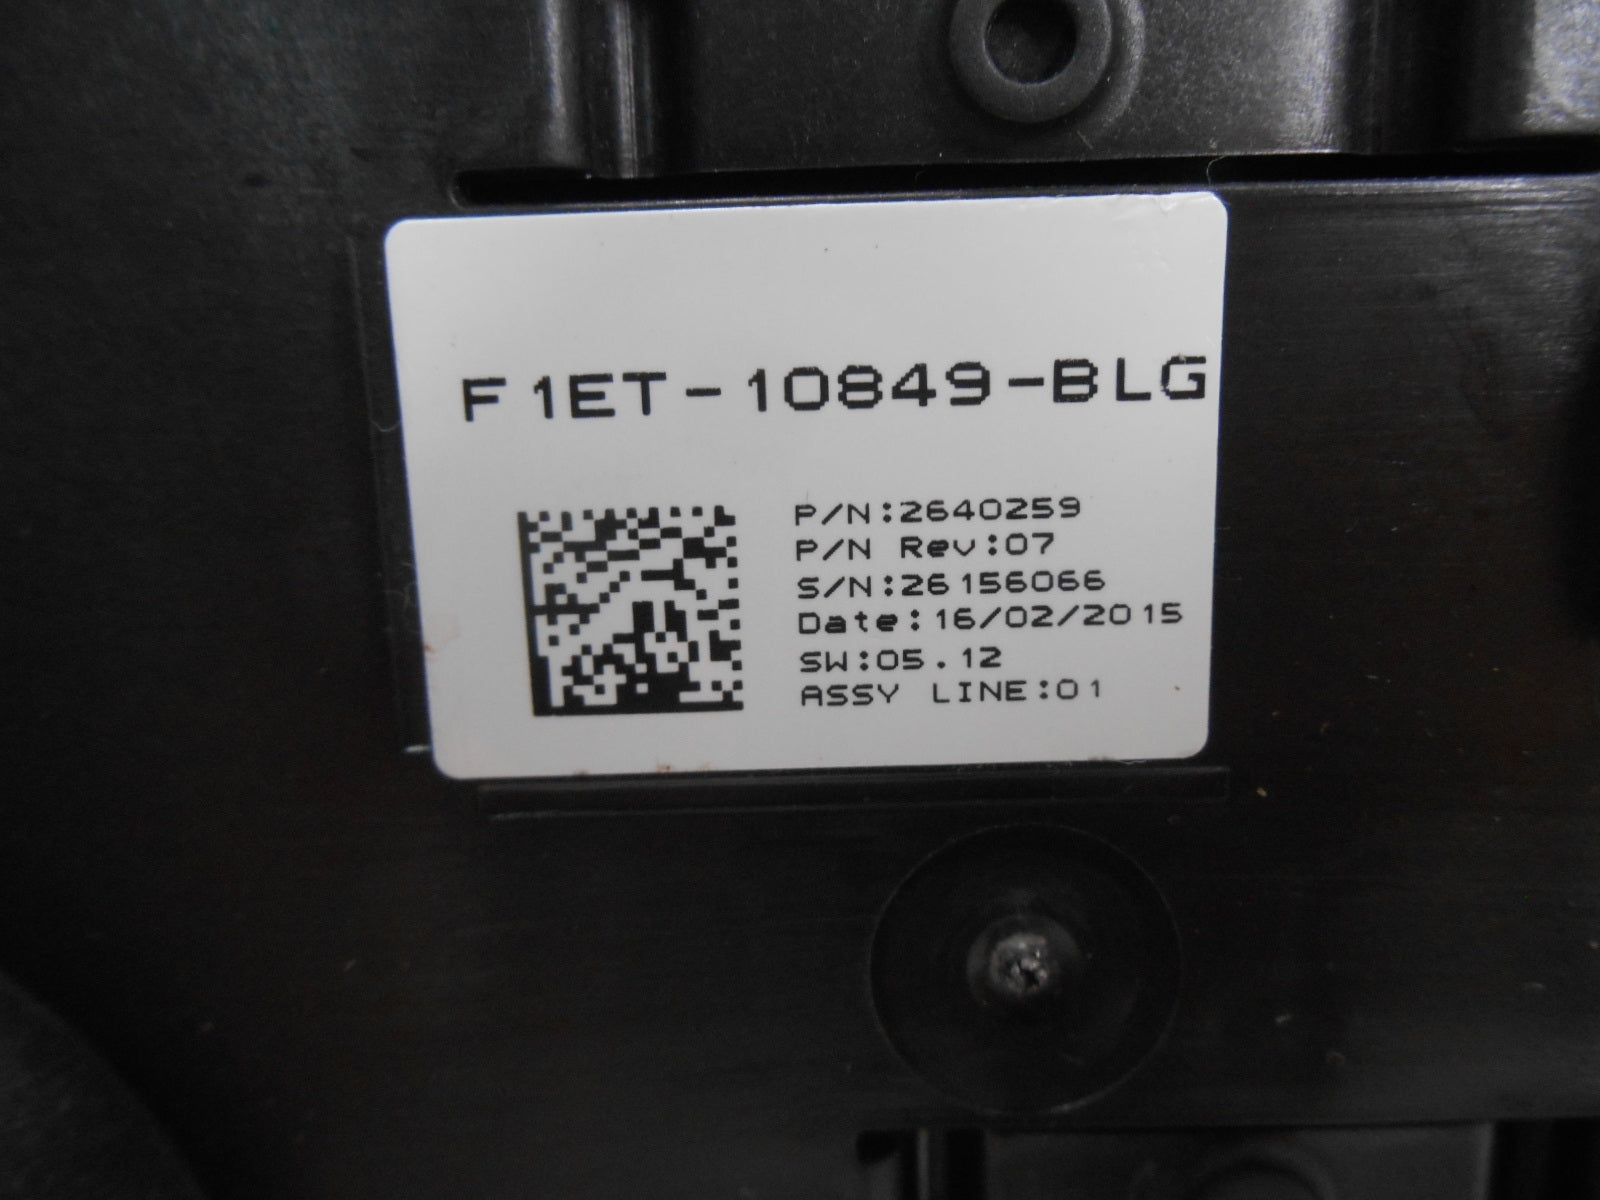 F1ET-10849-BLG
P/N:2640259
P/N Rev:07
S/N:26156066
Date:16/02/2015
SW:05.12
ASSY LINE:01